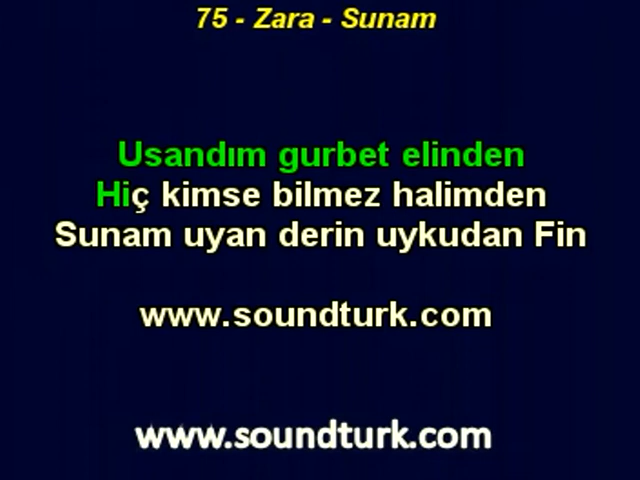 75 - Zara - Sunam
Usandım gurbet elinden
Hiç kimse bilmez halimden
Sunam uyan derin uykudan Fin
www.soundturk.com
www.soundturk.com